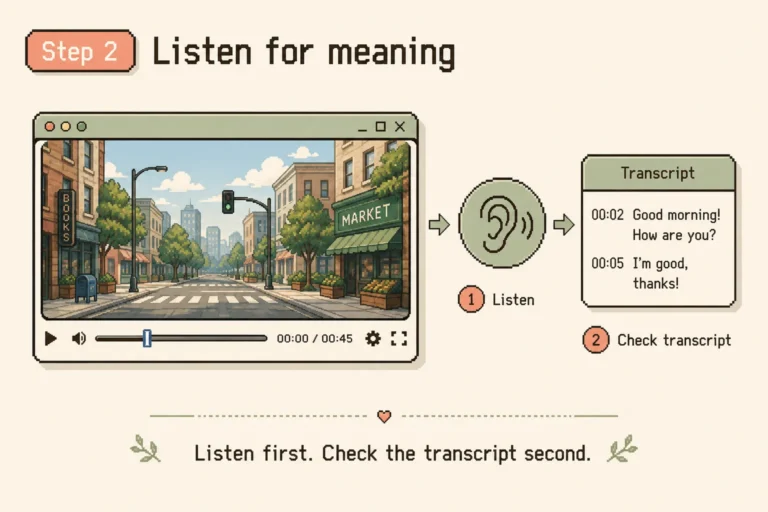 Step 2
Listen for meaning
BOOKS
MARKET
00:00 / 00:45
1 Listen
Transcript
00:02 Good morning!
How are you?
00:05 I'm good,
thanks!
2 Check transcript
Listen first. Check the transcript second.